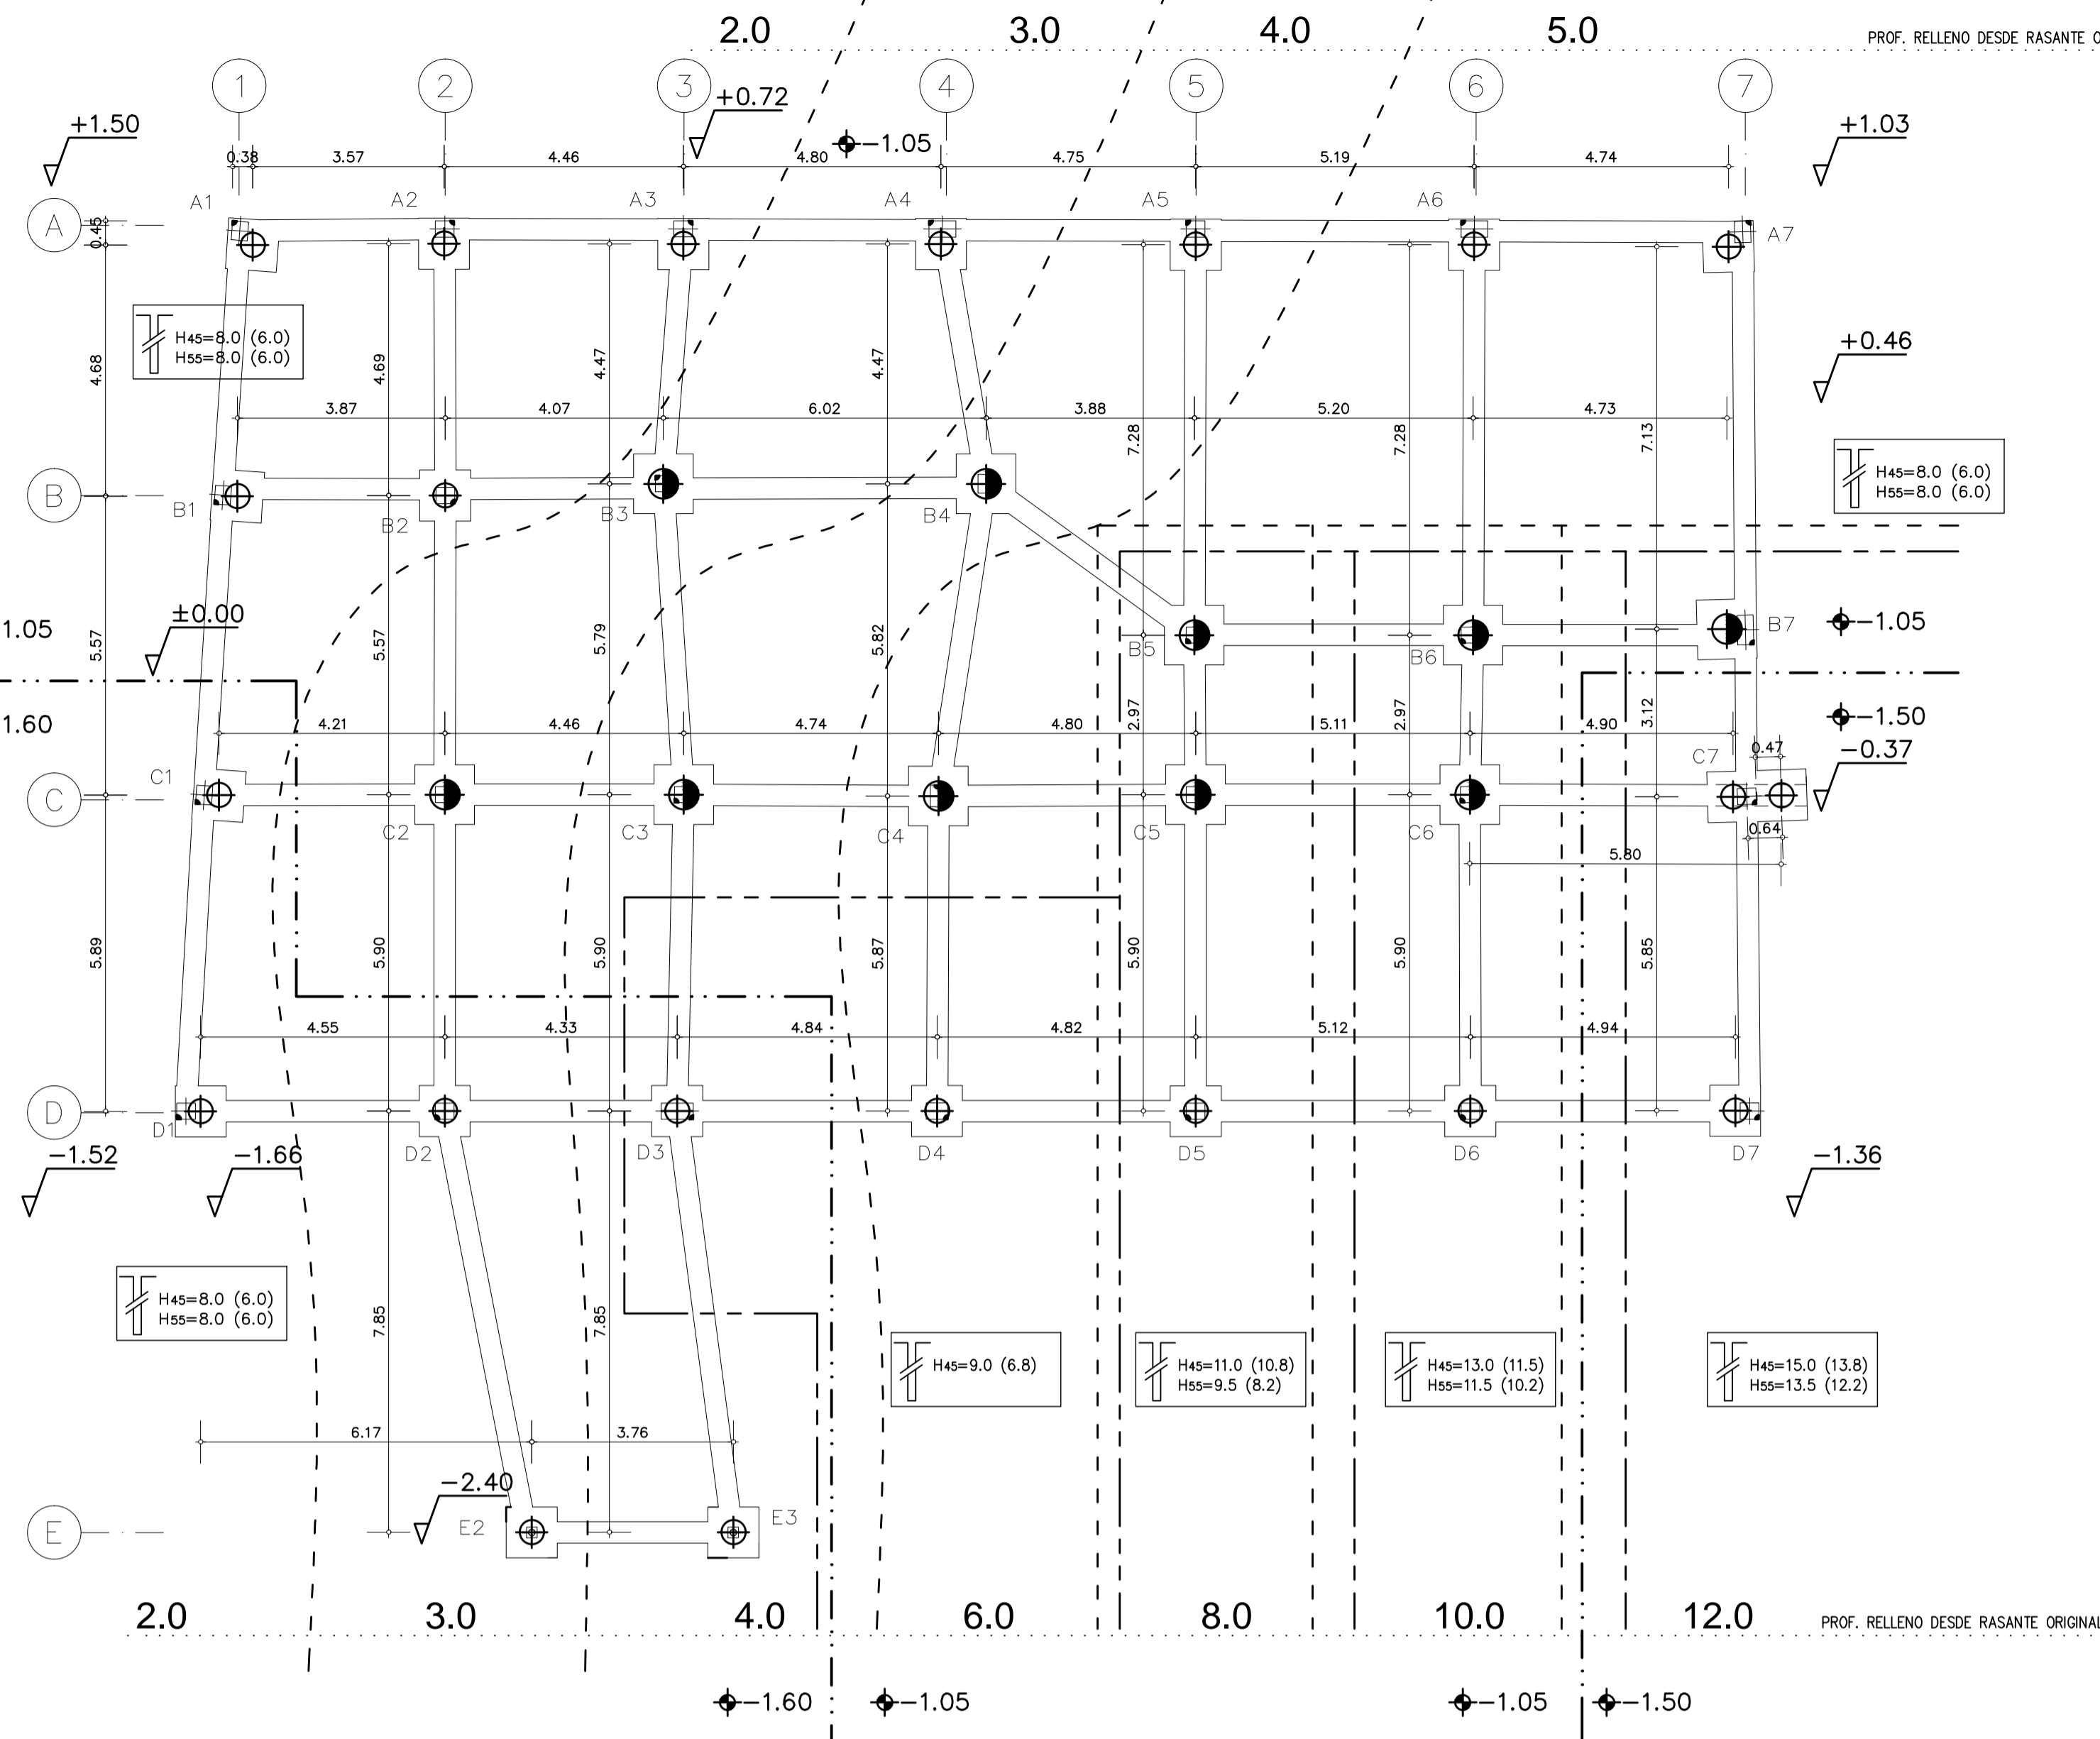 2.0 3.0 4.0 5.0
PROF. RELLENO DESDE RASANTE O
1 2 3 4 5 6 7
+1.50 +0.72 -1.05 +1.03
0.38 3.57 4.46 4.80 4.75 5.19 4.74
A1 A2 A3 A4 A5 A6 A7
A
0.45
H45=8.0 (6.0)
H55=8.0 (6.0)
+0.46
4.68 4.69 4.47 4.47 7.28 7.28 7.13
3.87 4.07 6.02 3.88 5.20 4.73
H45=8.0 (6.0)
H55=8.0 (6.0)
B
B1 B2 B3 B4
±0.00
1.05
5.57 5.57 5.79 5.82
B5 B6 B7
-1.05
1.60
4.21 4.46 4.74 4.80 2.97 5.11 2.97 4.90 3.12
-1.50
-0.37
0.47
C
C1 C2 C3 C4 C5 C6 C7
0.64
5.80
5.89 5.90 5.90 5.87 5.90 5.90 5.85
4.55 4.33 4.84 4.82 5.12 4.94
D
D1 D2 D3 D4 D5 D6 D7
-1.52 -1.66 -1.36
H45=8.0 (6.0)
H55=8.0 (6.0)
7.85 7.85
H45=9.0 (6.8)
H45=11.0 (10.8)
H55=9.5 (8.2)
H45=13.0 (11.5)
H55=11.5 (10.2)
H45=15.0 (13.8)
H55=13.5 (12.2)
6.17 3.76
-2.40
E
E2 E3
2.0 3.0 4.0 6.0 8.0 10.0 12.0
PROF. RELLENO DESDE RASANTE ORIGINAL
-1.60 -1.05 -1.05 -1.50